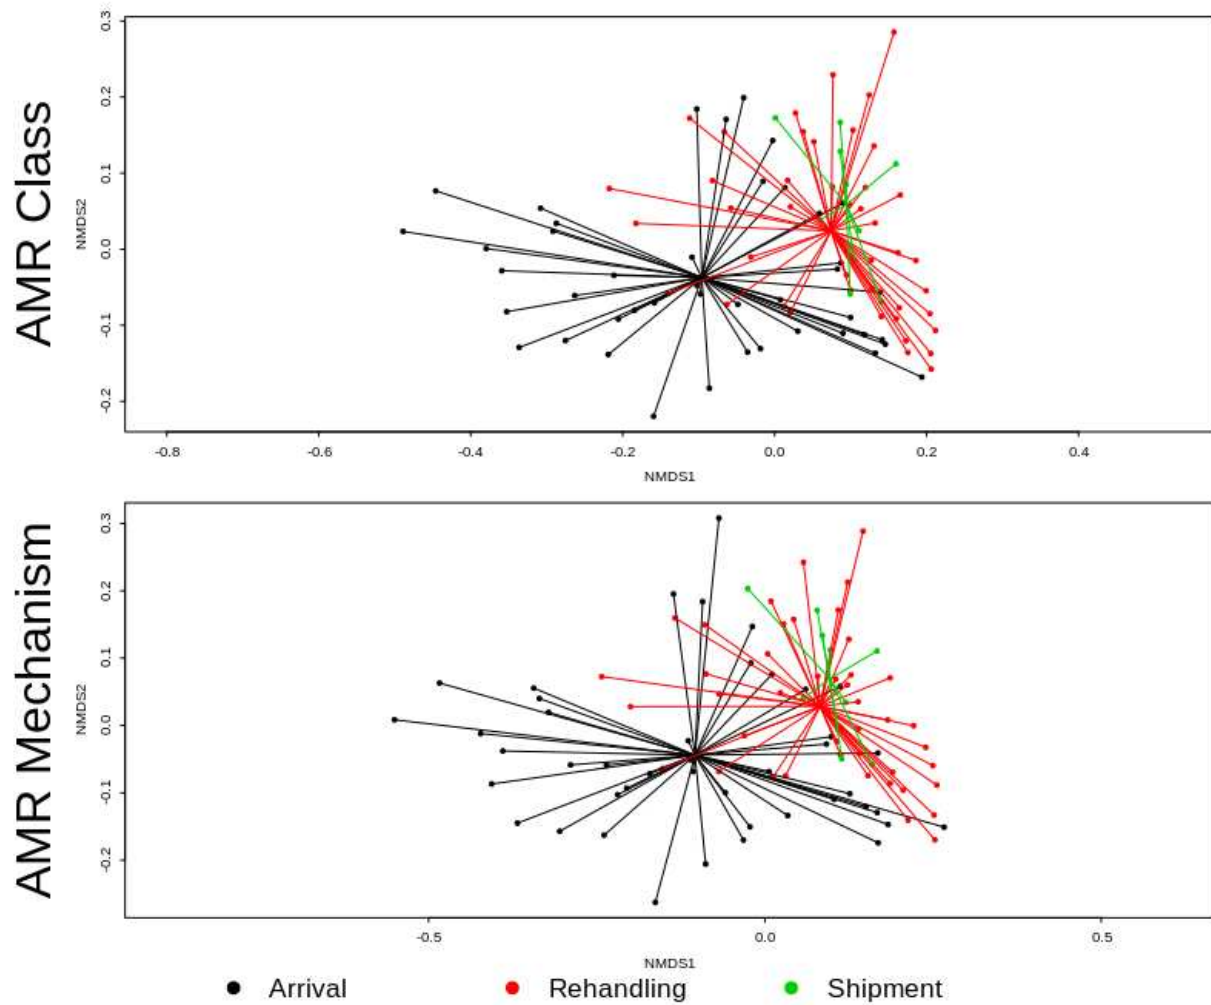 AMR Class
NMDS2
0.3
0.2
0.1
0.0
-0.1
-0.2
-0.8 -0.6 -0.4 -0.2 0.0 0.2 0.4
NMDS1
AMR Mechanism
NMDS2
0.3
0.2
0.1
0.0
-0.1
-0.2
-0.5 0.0 0.5
NMDS1
Arrival Rehandling Shipment